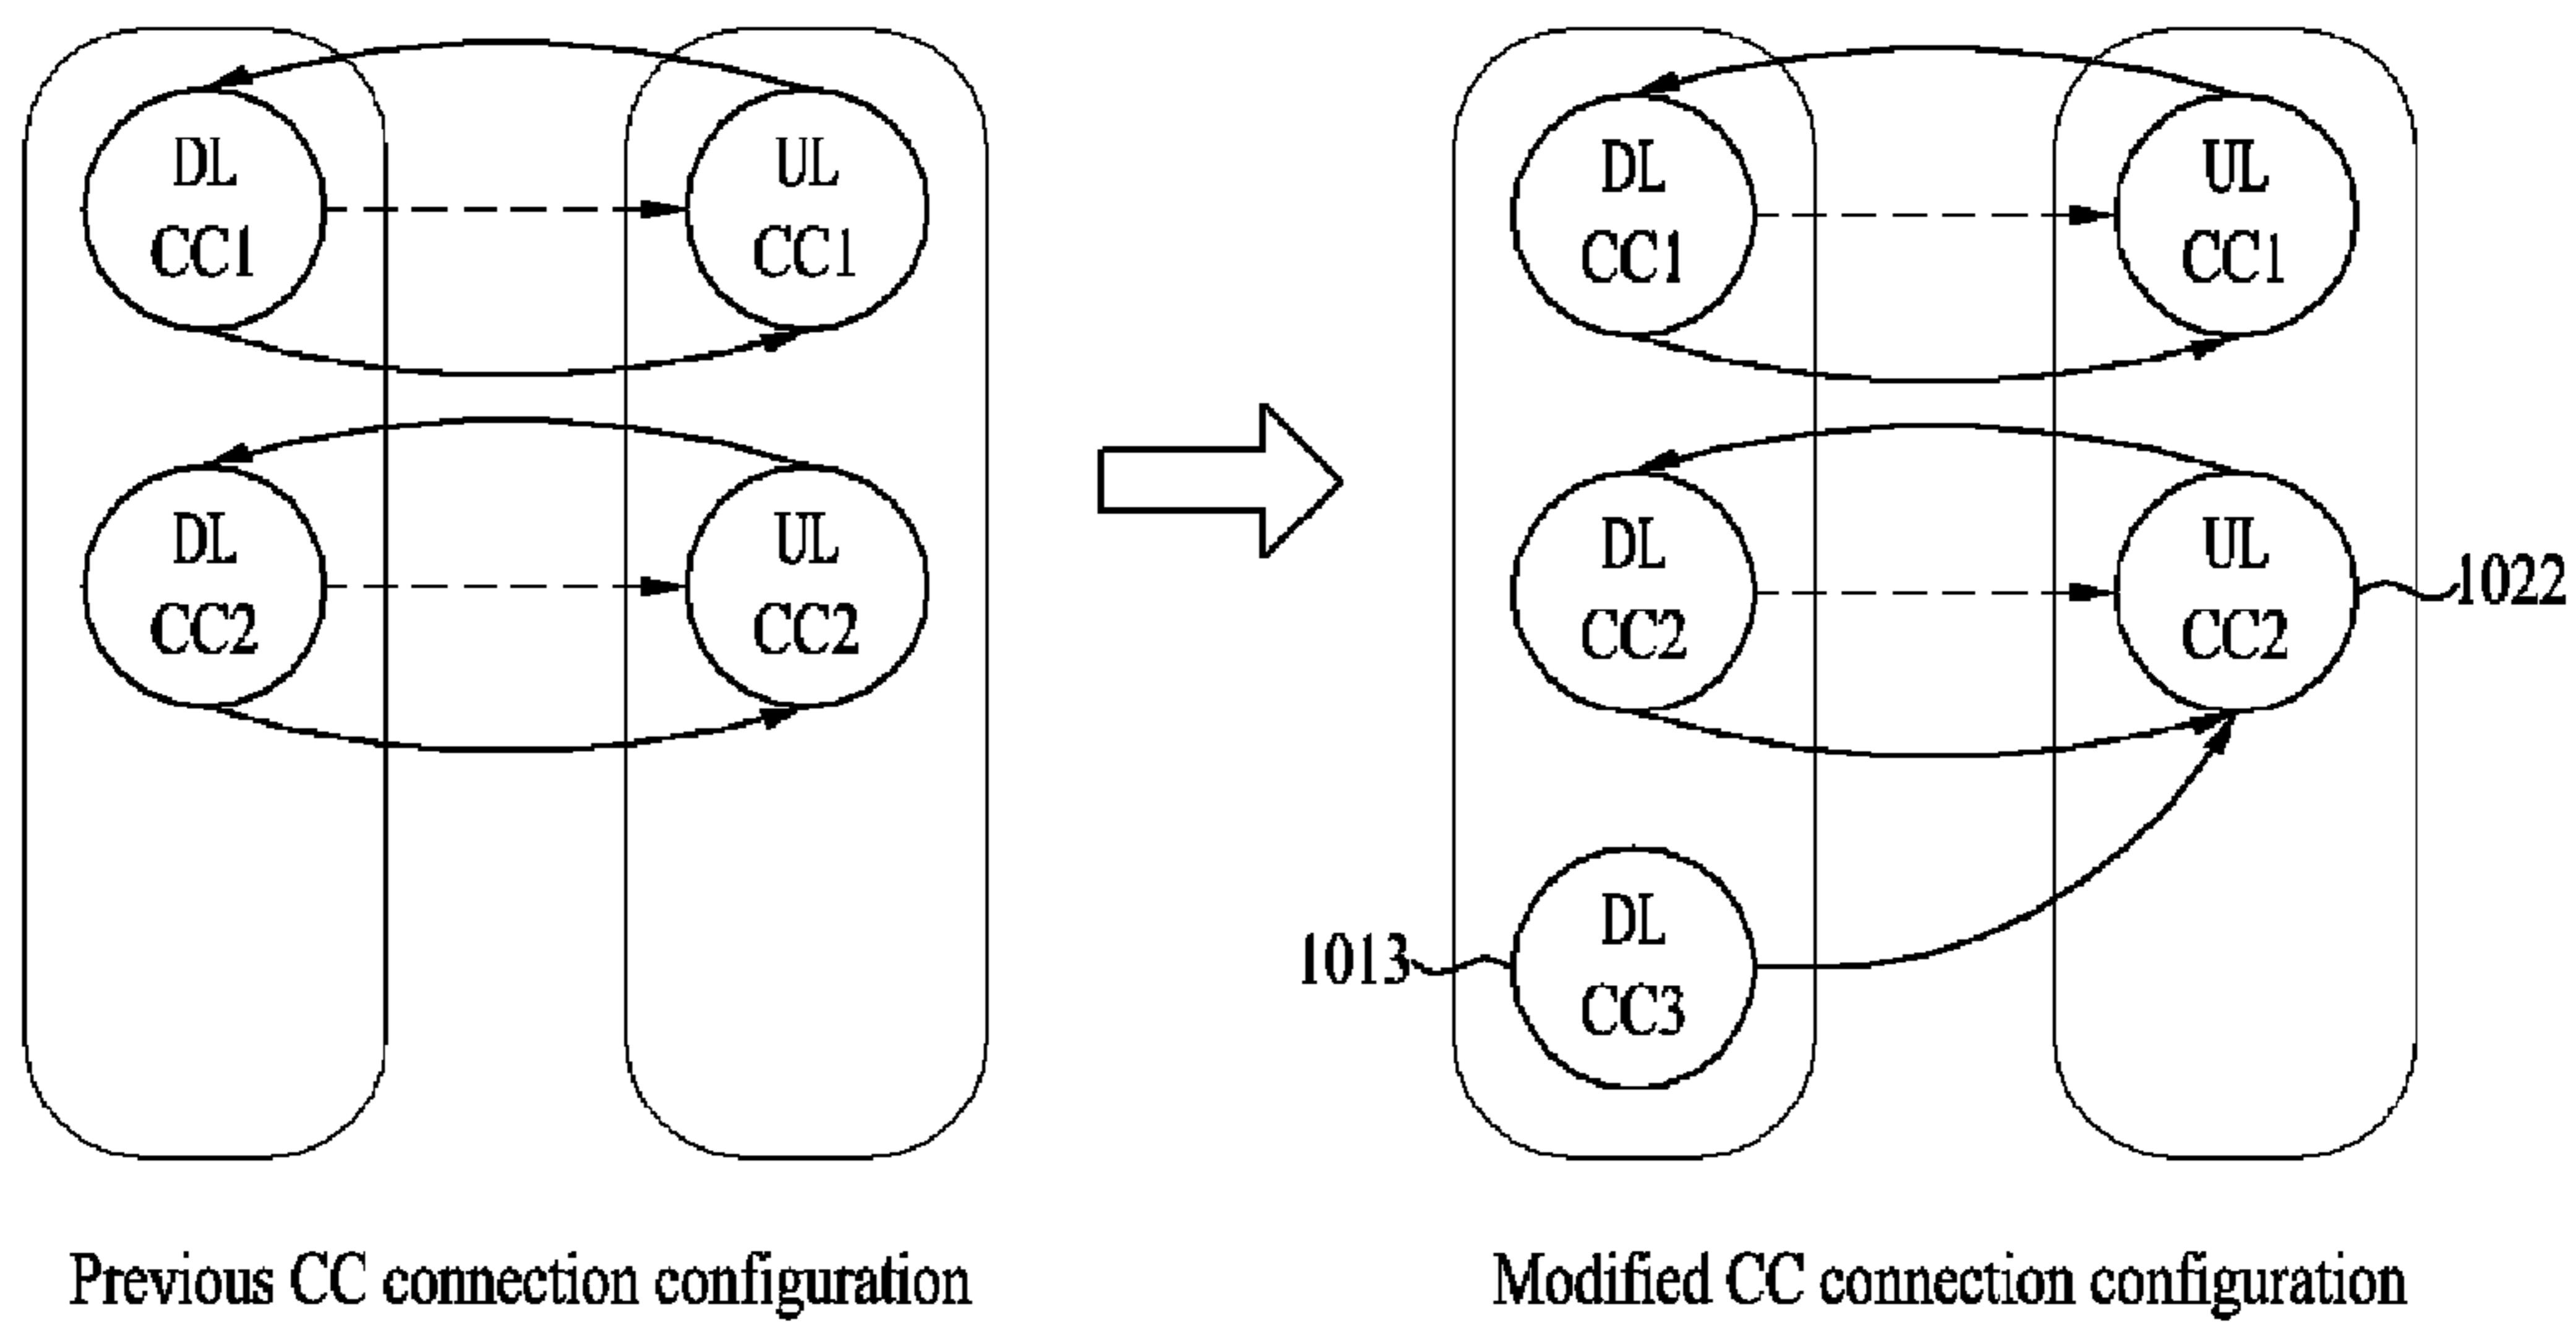 DL
CC1
UL
CC1
DL
CC2
UL
CC2
Previous CC connection configuration
DL
CC1
UL
CC1
DL
CC2
UL
CC2
1022
1013
DL
CC3
Modified CC connection configuration